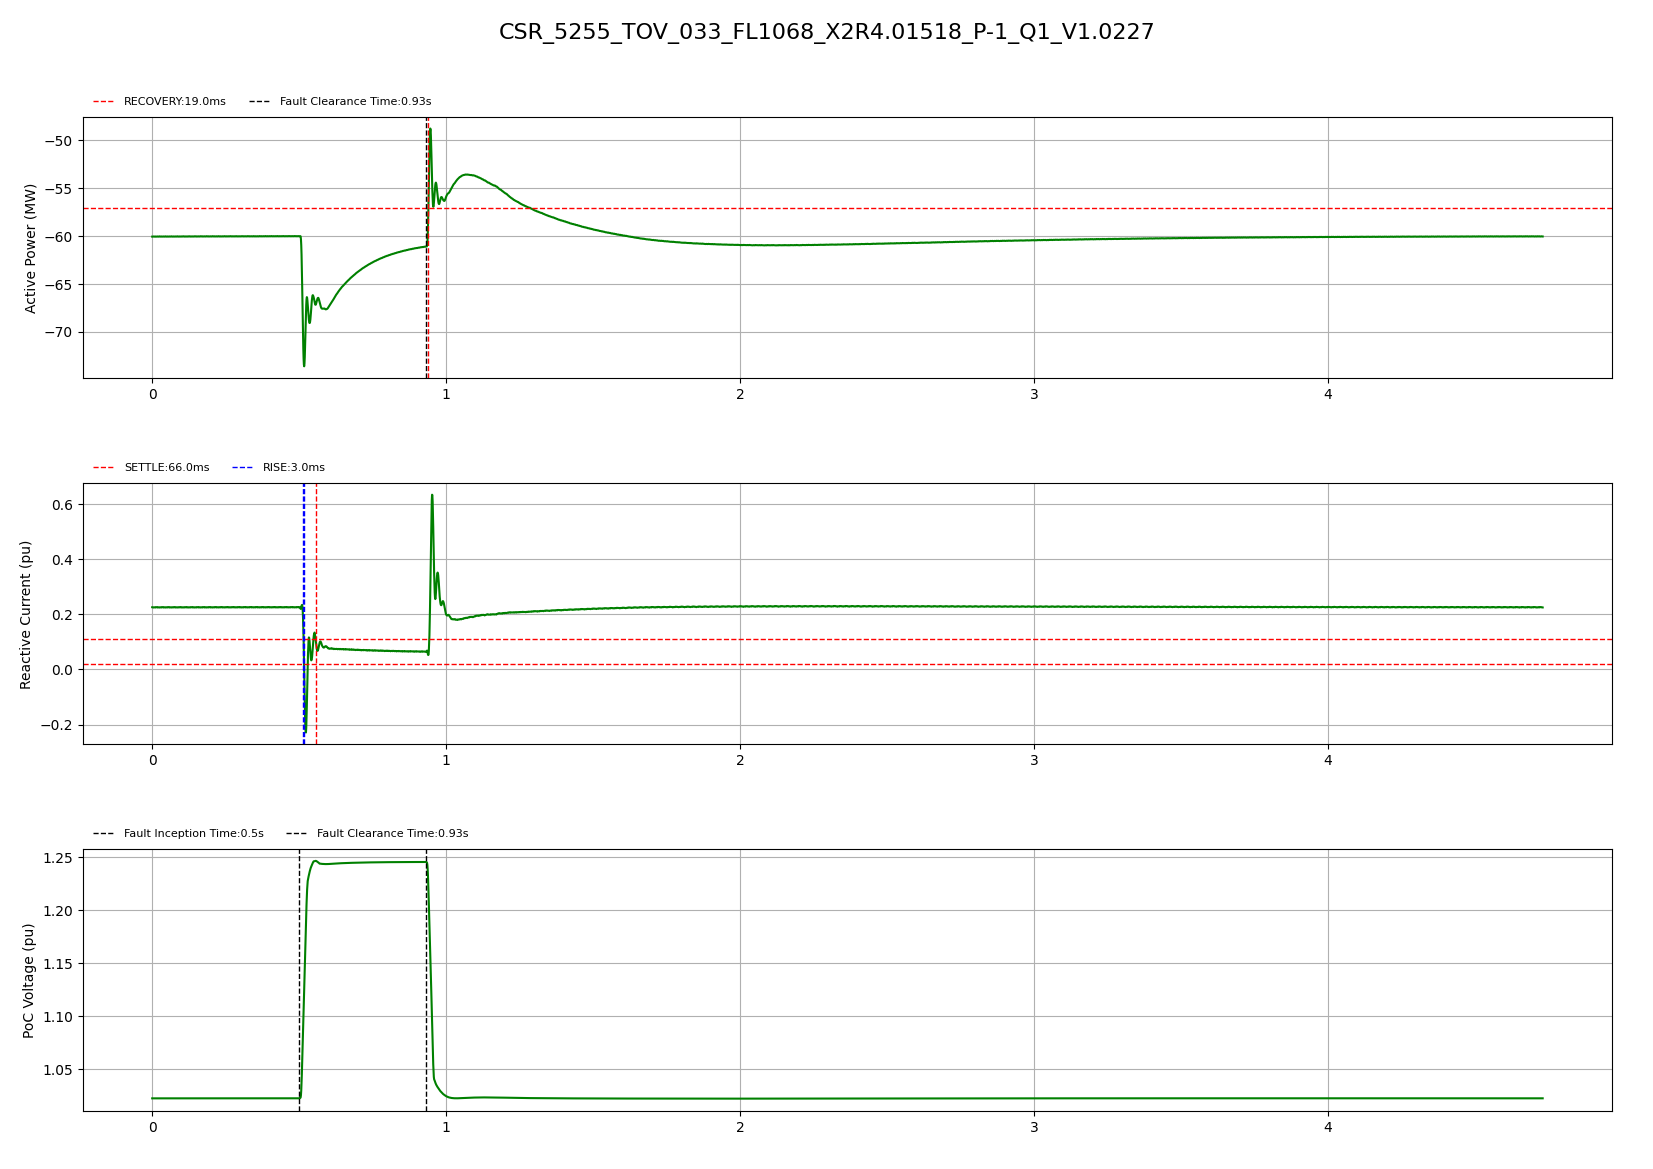 CSR_5255_TOV_033_FL1068_X2R4.01518_P-1_Q1_V1.0227
RECOVERY:19.0ms Fault Clearance Time:0.93s
Active Power (MW)
−50
−55
−60
−65
−70
0 1 2 3 4
SETTLE:66.0ms RISE:3.0ms
Reactive Current (pu)
0.6
0.4
0.2
0.0
−0.2
0 1 2 3 4
Fault Inception Time:0.5s Fault Clearance Time:0.93s
PoC Voltage (pu)
1.25
1.20
1.15
1.10
1.05
0 1 2 3 4